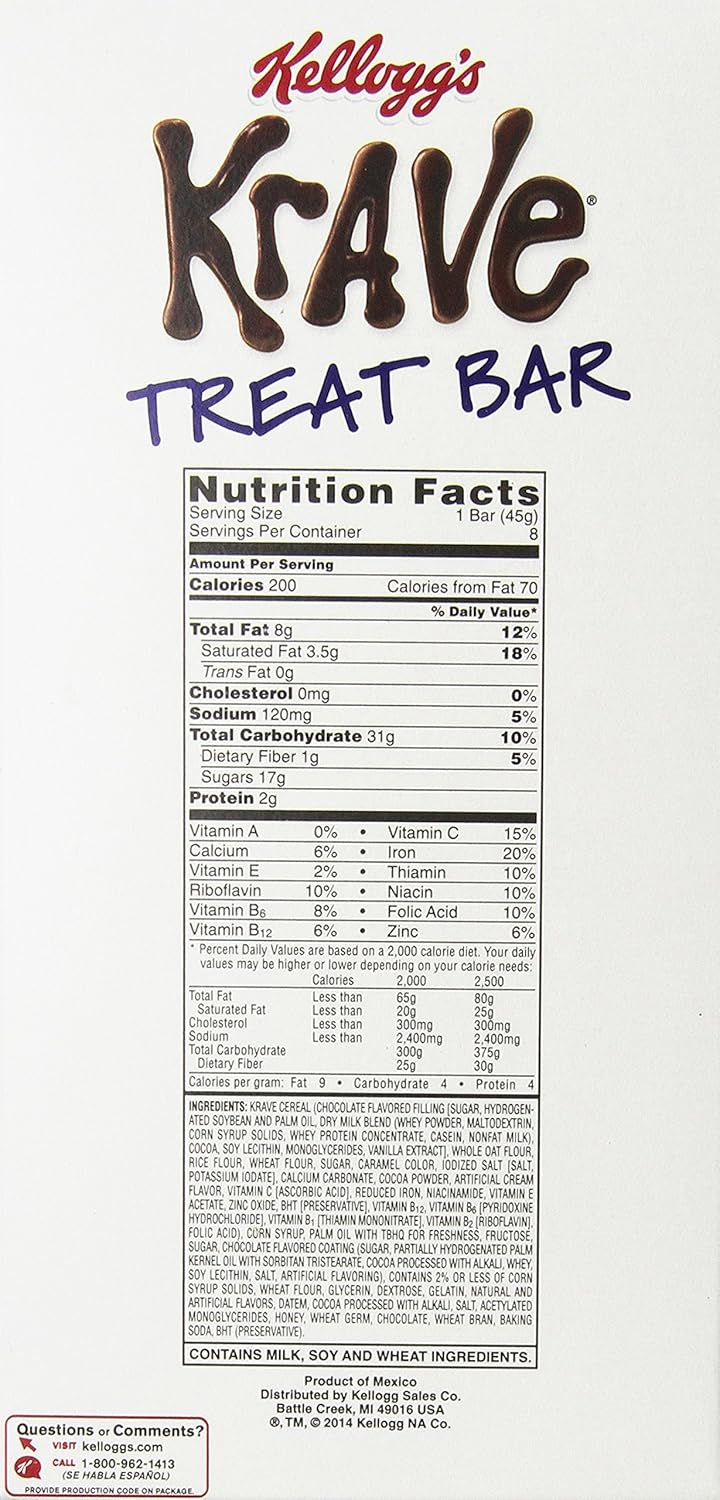 Kellogg's
Krave®
TREAT BAR
Nutrition Facts
Serving Size 1 Bar (45g)
Servings Per Container 8
Amount Per Serving
Calories 200 Calories from Fat 70
% Daily Value*
Total Fat 8g 12%
Saturated Fat 3.5g 18%
Trans Fat 0g
Cholesterol 0mg 0%
Sodium 120mg 5%
Total Carbohydrate 31g 10%
Dietary Fiber 1g 5%
Sugars 17g
Protein 2g
Vitamin A 0% • Vitamin C 15%
Calcium 6% • Iron 20%
Vitamin E 2% • Thiamin 10%
Riboflavin 10% • Niacin 10%
Vitamin B6 8% • Folic Acid 10%
Vitamin B12 6% • Zinc 6%
* Percent Daily Values are based on a 2,000 calorie diet. Your daily
values may be higher or lower depending on your calorie needs:
Calories 2,000 2,500
Total Fat Less than 65g 80g
Saturated Fat Less than 20g 25g
Cholesterol Less than 300mg 300mg
Sodium Less than 2,400mg 2,400mg
Total Carbohydrate 300g 375g
Dietary Fiber 25g 30g
Calories per gram: Fat 9 • Carbohydrate 4 • Protein 4
INGREDIENTS: KRAVE CEREAL (CHOCOLATE FLAVORED FILLING [SUGAR, HYDROGEN-
ATED SOYBEAN AND PALM OIL, DRY MILK BLEND (WHEY POWDER, MALTODEXTRIN,
CORN SYRUP SOLIDS, WHEY PROTEIN CONCENTRATE, CASEIN, NONFAT MILK),
COCOA, SOY LECITHIN, MONOGLYCERIDES, VANILLA EXTRACT], WHOLE OAT FLOUR,
RICE FLOUR, WHEAT FLOUR, SUGAR, CARAMEL COLOR, IODIZED SALT [SALT,
POTASSIUM IODATE], CALCIUM CARBONATE, COCOA POWDER, ARTIFICIAL CREAM
FLAVOR, VITAMIN C [ASCORBIC ACID], REDUCED IRON, NIACINAMIDE, VITAMIN E
ACETATE, ZINC OXIDE, BHT [PRESERVATIVE], VITAMIN B12, VITAMIN B6 [PYRIDOXINE
HYDROCHLORIDE], VITAMIN B1 [THIAMIN MONONITRATE], VITAMIN B2 [RIBOFLAVIN],
FOLIC ACID), CORN SYRUP, PALM OIL WITH TBHQ FOR FRESHNESS, FRUCTOSE,
SUGAR, CHOCOLATE FLAVORED COATING (SUGAR, PARTIALLY HYDROGENATED PALM
KERNEL OIL WITH SORBITAN TRISTEARATE, COCOA PROCESSED WITH ALKALI, WHEY,
SOY LECITHIN, SALT, ARTIFICIAL FLAVORING), CONTAINS 2% OR LESS OF CORN
SYRUP SOLIDS, WHEAT FLOUR, GLYCERIN, DEXTROSE, GELATIN, NATURAL AND
ARTIFICIAL FLAVORS, DATEM, COCOA PROCESSED WITH ALKALI, SALT, ACETYLATED
MONOGLYCERIDES, HONEY, WHEAT GERM, CHOCOLATE, WHEAT BRAN, BAKING
SODA, BHT (PRESERVATIVE).
CONTAINS MILK, SOY AND WHEAT INGREDIENTS.
Product of Mexico
Distributed by Kellogg Sales Co.
Battle Creek, MI 49016 USA
®, TM, © 2014 Kellogg NA Co.
Questions or Comments?
VISIT kelloggs.com
K CALL 1-800-962-1413
(SE HABLA ESPAÑOL)
PROVIDE PRODUCTION CODE ON PACKAGE.